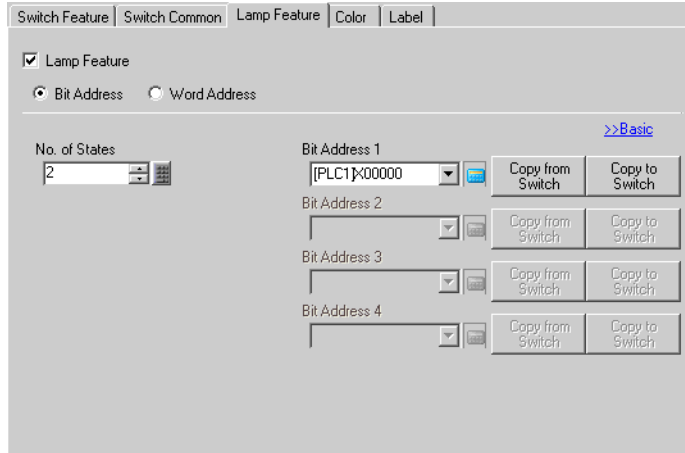 Switch Feature Switch Common Lamp Feature Color Label
Lamp Feature
Bit Address Word Address
>>Basic
No. of States
2
Bit Address 1
[PLC1]X00000
Copy from Switch
Copy to Switch
Bit Address 2
Copy from Switch
Copy to Switch
Bit Address 3
Copy from Switch
Copy to Switch
Bit Address 4
Copy from Switch
Copy to Switch